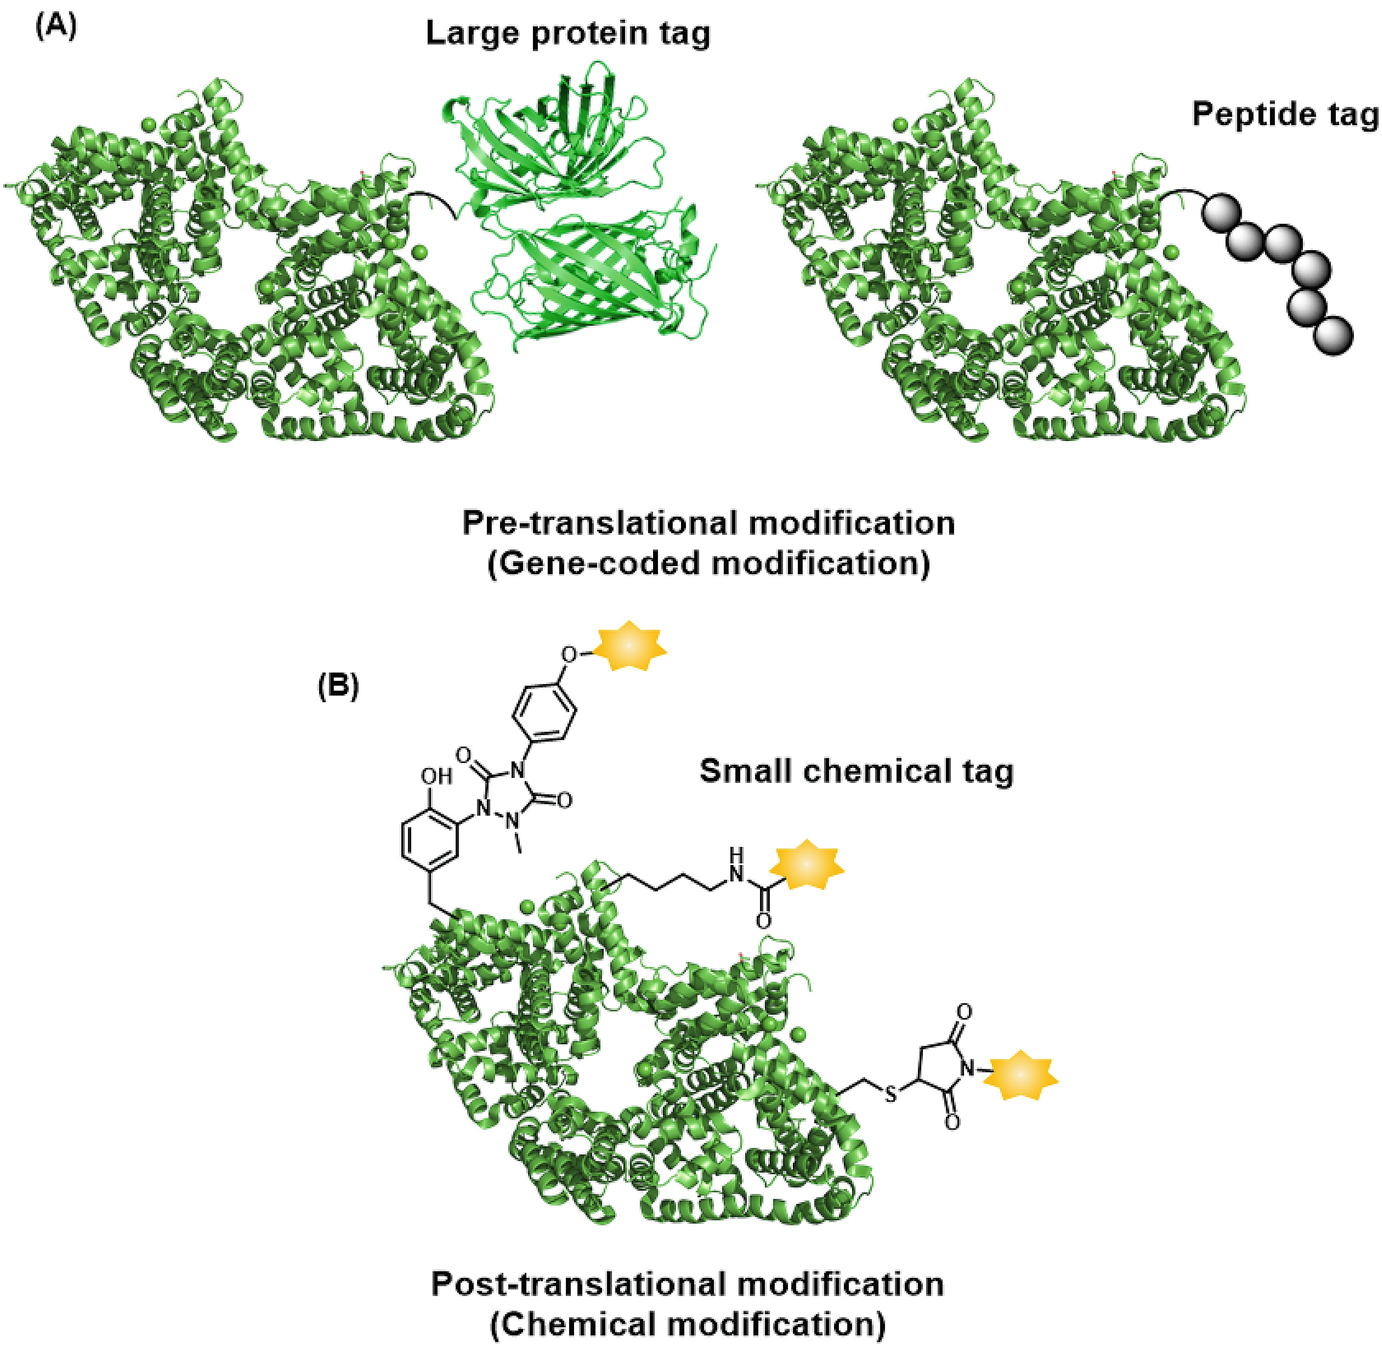 (A)
Large protein tag
Peptide tag
Pre-translational modification
(Gene-coded modification)
(B)
O
O
OH
N
N
N
O
Small chemical tag
H
N
O
O
N
S
O
Post-translational modification
(Chemical modification)